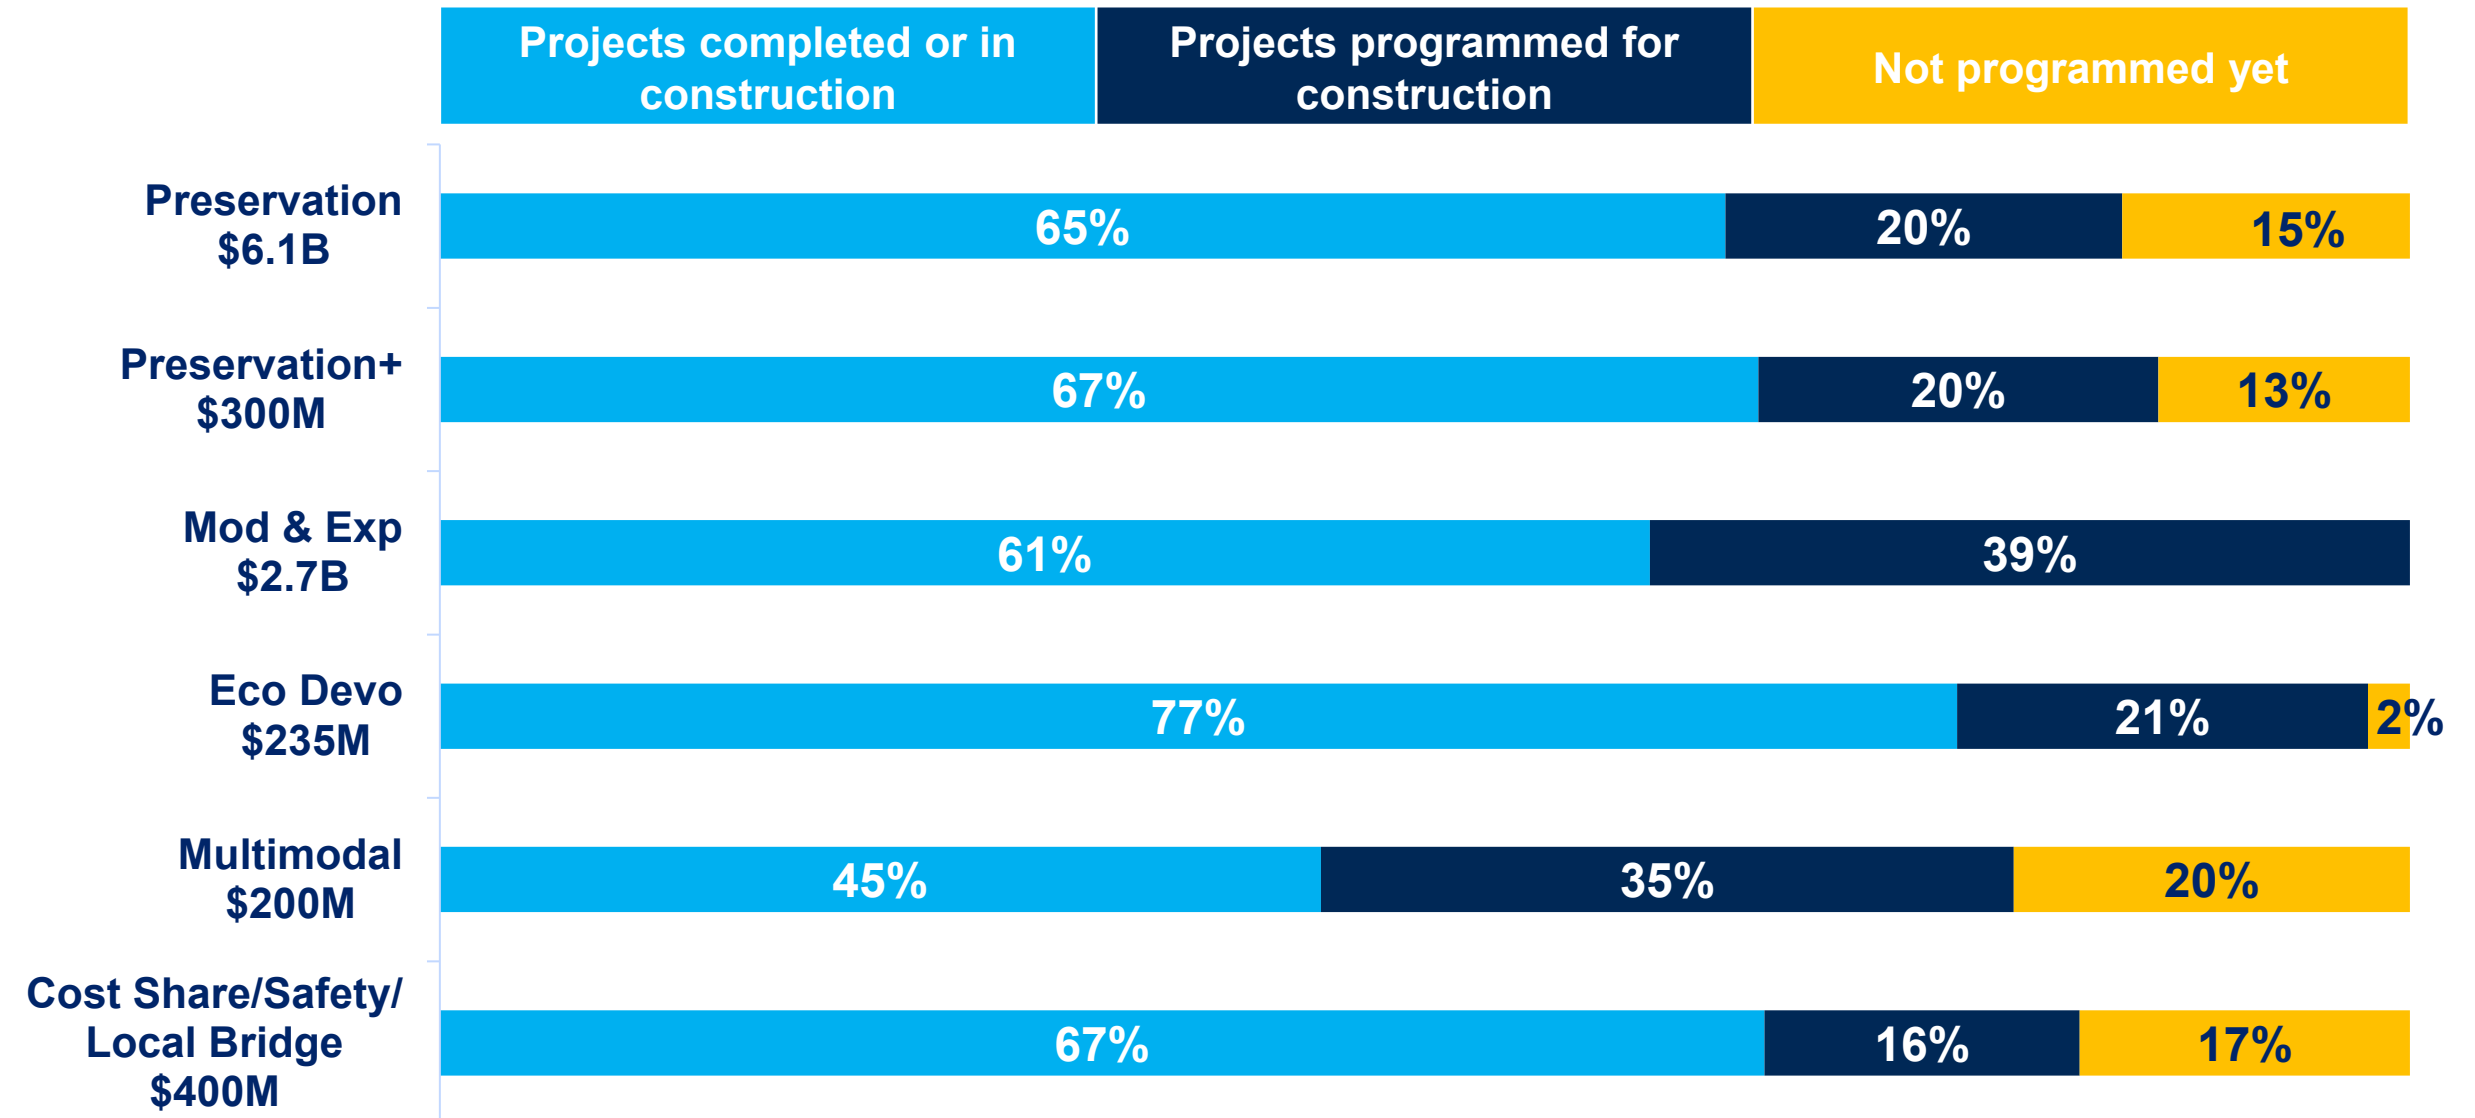 Projects completed or in
construction
Projects programmed for
construction
Not programmed yet
Preservation
$6.1B
65%
20%
15%
Preservation+
$300M
67%
20%
13%
Mod & Exp
$2.7B
61%
39%
Eco Devo
$235M
77%
21%
2%
Multimodal
$200M
45%
35%
20%
Cost Share/Safety/
Local Bridge
$400M
67%
16%
17%